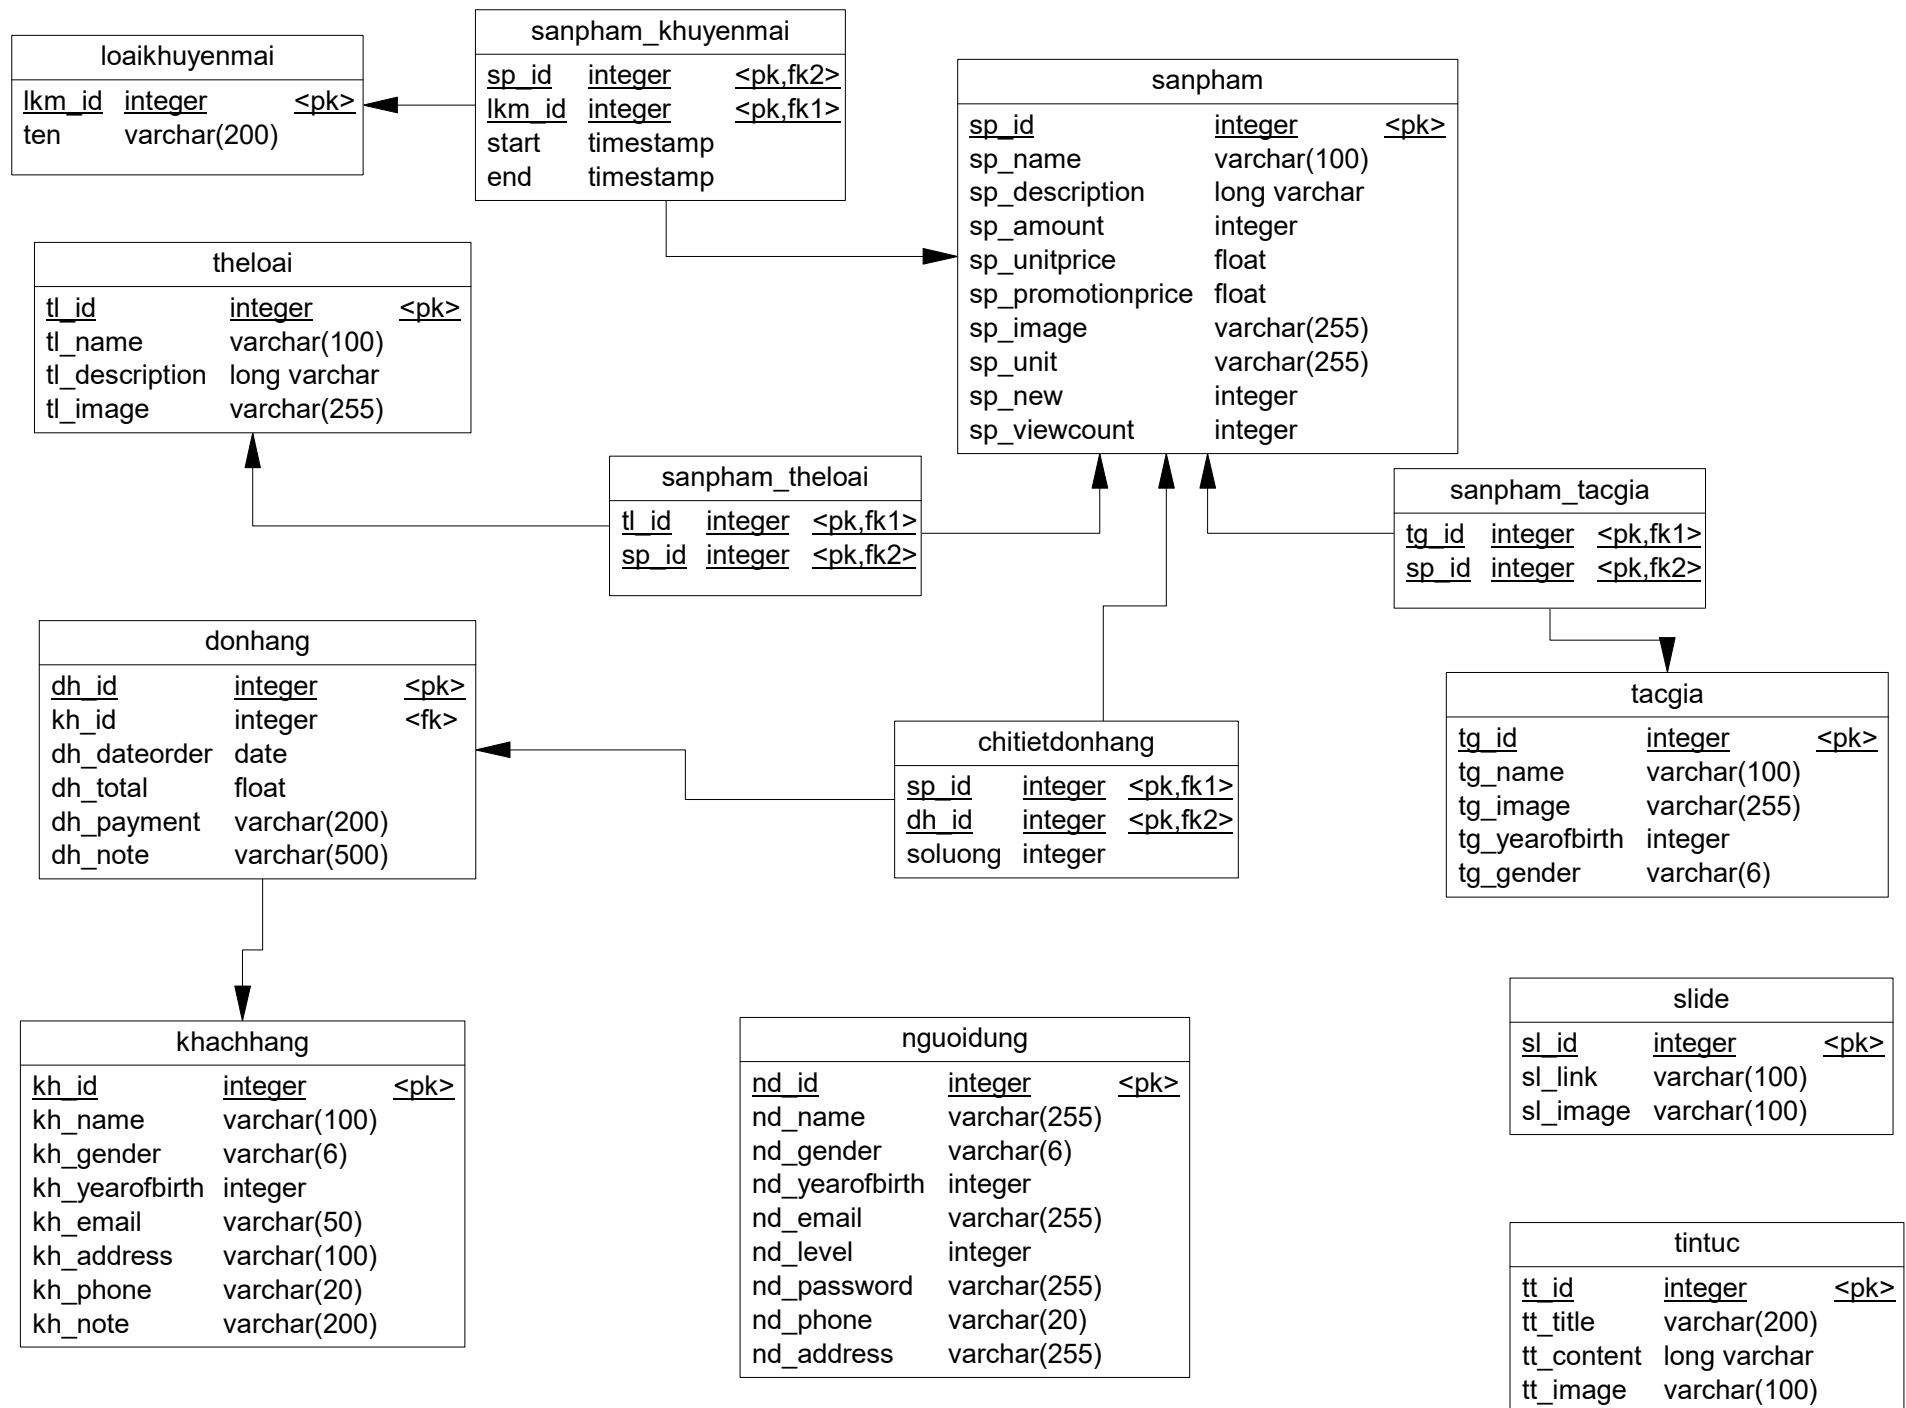 loaikhuyenmai
lkm_id integer <pk>
ten varchar(200)
sanpham_khuyenmai
sp_id integer <pk,fk2>
lkm_id integer <pk,fk1>
start timestamp
end timestamp
sanpham
sp_id integer <pk>
sp_name varchar(100)
sp_description long varchar
sp_amount integer
sp_unitprice float
sp_promotionprice float
sp_image varchar(255)
sp_unit varchar(255)
sp_new integer
sp_viewcount integer
theloai
tl_id integer <pk>
tl_name varchar(100)
tl_description long varchar
tl_image varchar(255)
sanpham_theloai
tl_id integer <pk,fk1>
sp_id integer <pk,fk2>
sanpham_tacgia
tg_id integer <pk,fk1>
sp_id integer <pk,fk2>
donhang
dh_id integer <pk>
kh_id integer <fk>
dh_dateorder date
dh_total float
dh_payment varchar(200)
dh_note varchar(500)
chitietdonhang
sp_id integer <pk,fk1>
dh_id integer <pk,fk2>
soluong integer
tacgia
tg_id integer <pk>
tg_name varchar(100)
tg_image varchar(255)
tg_yearofbirth integer
tg_gender varchar(6)
khachhang
kh_id integer <pk>
kh_name varchar(100)
kh_gender varchar(6)
kh_yearofbirth integer
kh_email varchar(50)
kh_address varchar(100)
kh_phone varchar(20)
kh_note varchar(200)
nguoidung
nd_id integer <pk>
nd_name varchar(255)
nd_gender varchar(6)
nd_yearofbirth integer
nd_email varchar(255)
nd_level integer
nd_password varchar(255)
nd_phone varchar(20)
nd_address varchar(255)
slide
sl_id integer <pk>
sl_link varchar(100)
sl_image varchar(100)
tintuc
tt_id integer <pk>
tt_title varchar(200)
tt_content long varchar
tt_image varchar(100)